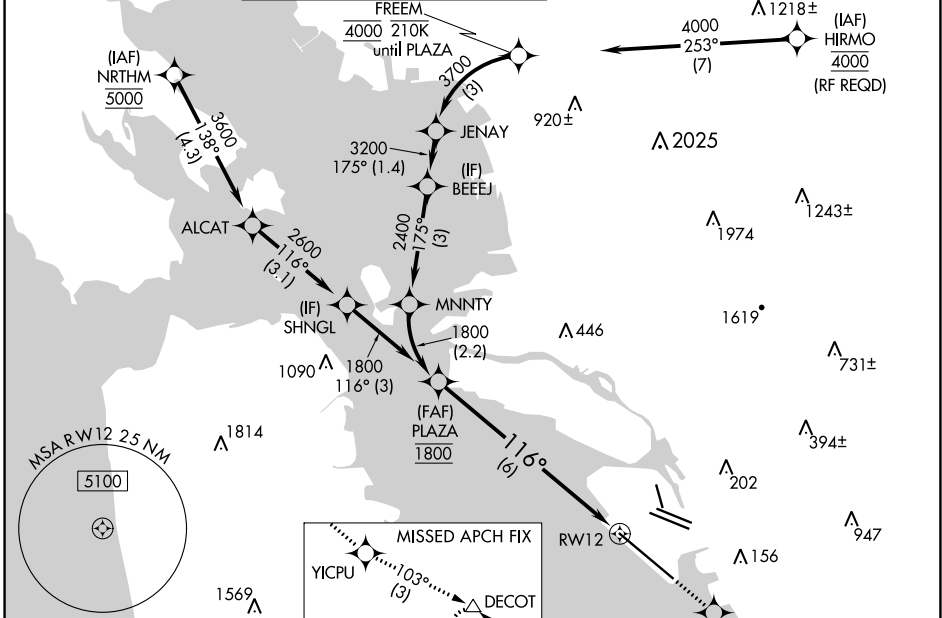 FREEM
4000 210K
until PLAZA
1218±
(IAF)
HIRMO
4000
(RF REQD)
4000
253°
(7)
(IAF)
NRTHM
5000
3700
(3)
920±
JENAY
2025
3600
138°
(4.3)
3200
175° (1.4)
(IF)
BEEEJ
1243±
1974
ALCAT
2600
116°
(3.1)
2400
175°
(3)
(IF)
SHNGL
MNNTY
1619
1800
(2.2)
446
1090
1800
116° (3)
731±
(FAF)
PLAZA
1800
116°
(6)
1814
394±
MSA RW12 25 NM
5100
202
947
RW12
156
MISSED APCH FIX
YICPU
103°
(3)
DECOT
1569